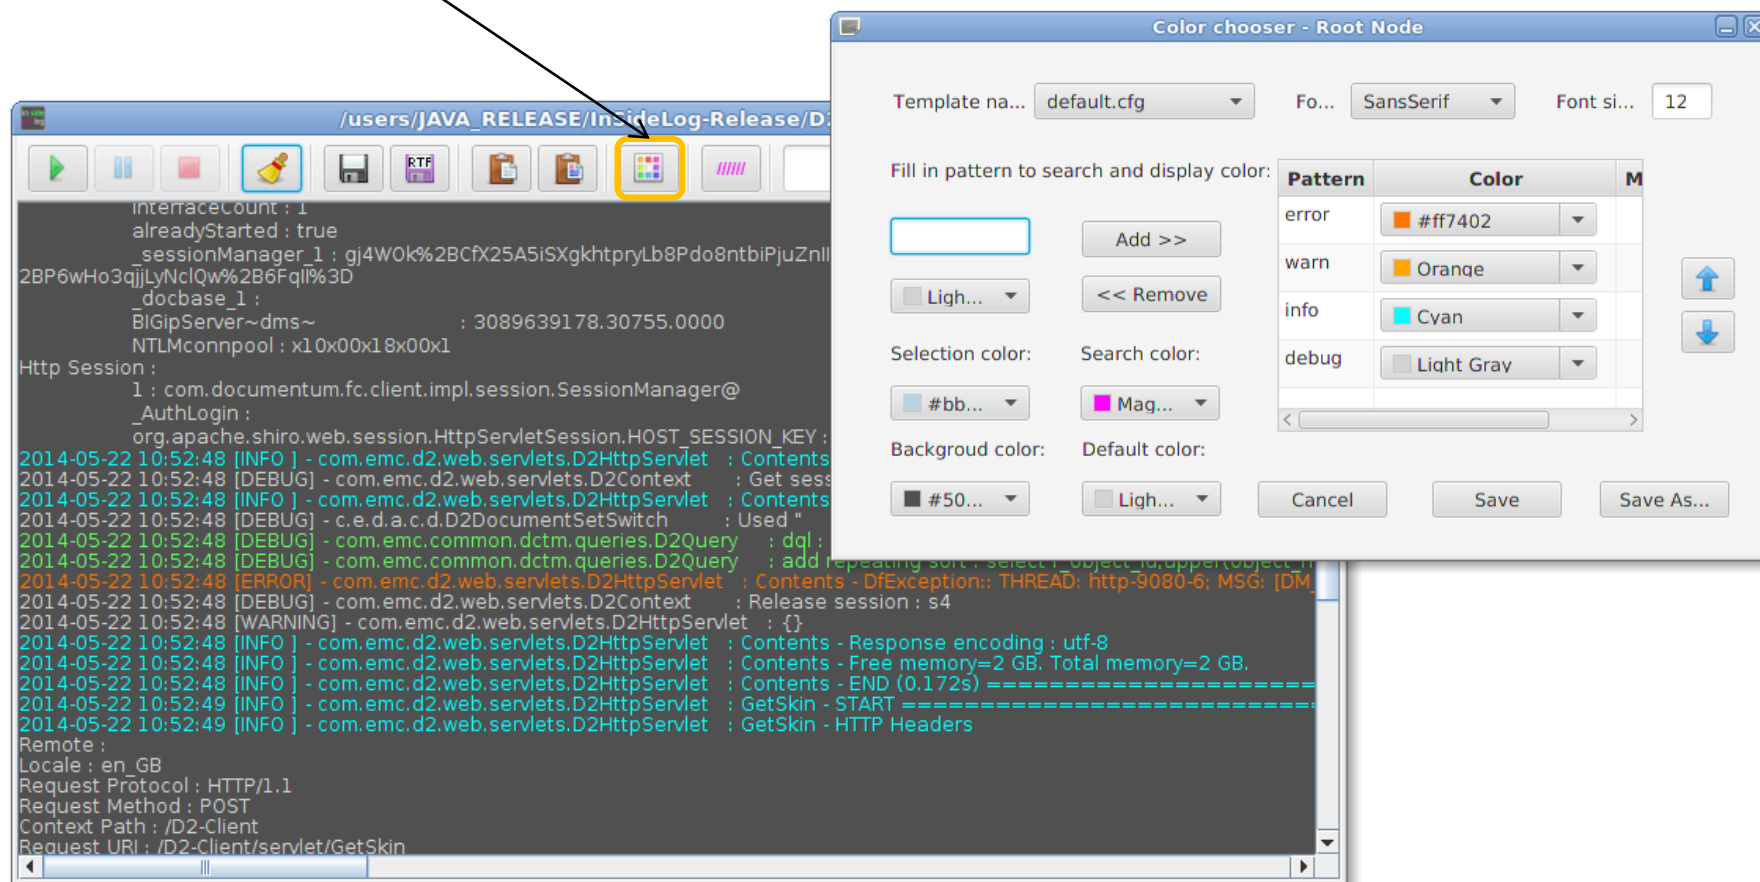 /users/JAVA_RELEASE/InSideLog-Release/D
RTF
interfaceCount : 1
alreadyStarted : true
_sessionManager_1 :
_docbase_1 :
BIGipServer~dms~ : 3089639178.30755.0000
NTLMconnpool : x10x00x18x00x1
Http Session :
1 : com.documentum.fc.client.impl.session.SessionManager@
_AuthLogin :
org.apache.shiro.web.session.HttpServletSession.HOST_SESSION_KEY :
2014-05-22 10:52:48 [INFO ] - com.emc.d2.web.servlets.D2HttpServlet : Contents
2014-05-22 10:52:48 [DEBUG] - com.emc.d2.web.servlets.D2Context : Get sess
2014-05-22 10:52:48 [INFO ] - com.emc.d2.web.servlets.D2HttpServlet : Contents
2014-05-22 10:52:48 [DEBUG] - c.e.d.a.c.d.D2DocumentSetSwitch : Used "
2014-05-22 10:52:48 [DEBUG] - com.emc.common.dctm.queries.D2Query : dql :
2014-05-22 10:52:48 [DEBUG] - com.emc.common.dctm.queries.D2Query : add repeating sort : select r_object_id,upper(object_n
2014-05-22 10:52:48 [ERROR] - com.emc.d2.web.servlets.D2HttpServlet : Contents - DfException:: THREAD: http-9080-6; MSG: [DM_
2014-05-22 10:52:48 [DEBUG] - com.emc.d2.web.servlets.D2Context : Release session : s4
2014-05-22 10:52:48 [WARNING] - com.emc.d2.web.servlets.D2HttpServlet : {}
2014-05-22 10:52:48 [INFO ] - com.emc.d2.web.servlets.D2HttpServlet : Contents - Response encoding : utf-8
2014-05-22 10:52:48 [INFO ] - com.emc.d2.web.servlets.D2HttpServlet : Contents - Free memory=2 GB. Total memory=2 GB.
2014-05-22 10:52:48 [INFO ] - com.emc.d2.web.servlets.D2HttpServlet : Contents - END (0.172s) =====================
2014-05-22 10:52:49 [INFO ] - com.emc.d2.web.servlets.D2HttpServlet : GetSkin - START ==========================
2014-05-22 10:52:49 [INFO ] - com.emc.d2.web.servlets.D2HttpServlet : GetSkin - HTTP Headers
Remote :
Locale : en_GB
Request Protocol : HTTP/1.1
Request Method : POST
Context Path : /D2-Client
Request URI : /D2-Client/servlet/GetSkin
Color chooser - Root Node
Template na... default.cfg Fo... SansSerif Font si... 12
Fill in pattern to search and display color:
Add >>
Ligh... << Remove
Selection color: Search color:
#bb... Mag...
Backgroud color: Default color:
#50... Ligh...
Pattern Color M
error #ff7402
warn Orange
info Cyan
debug Light Gray
Cancel Save Save As...